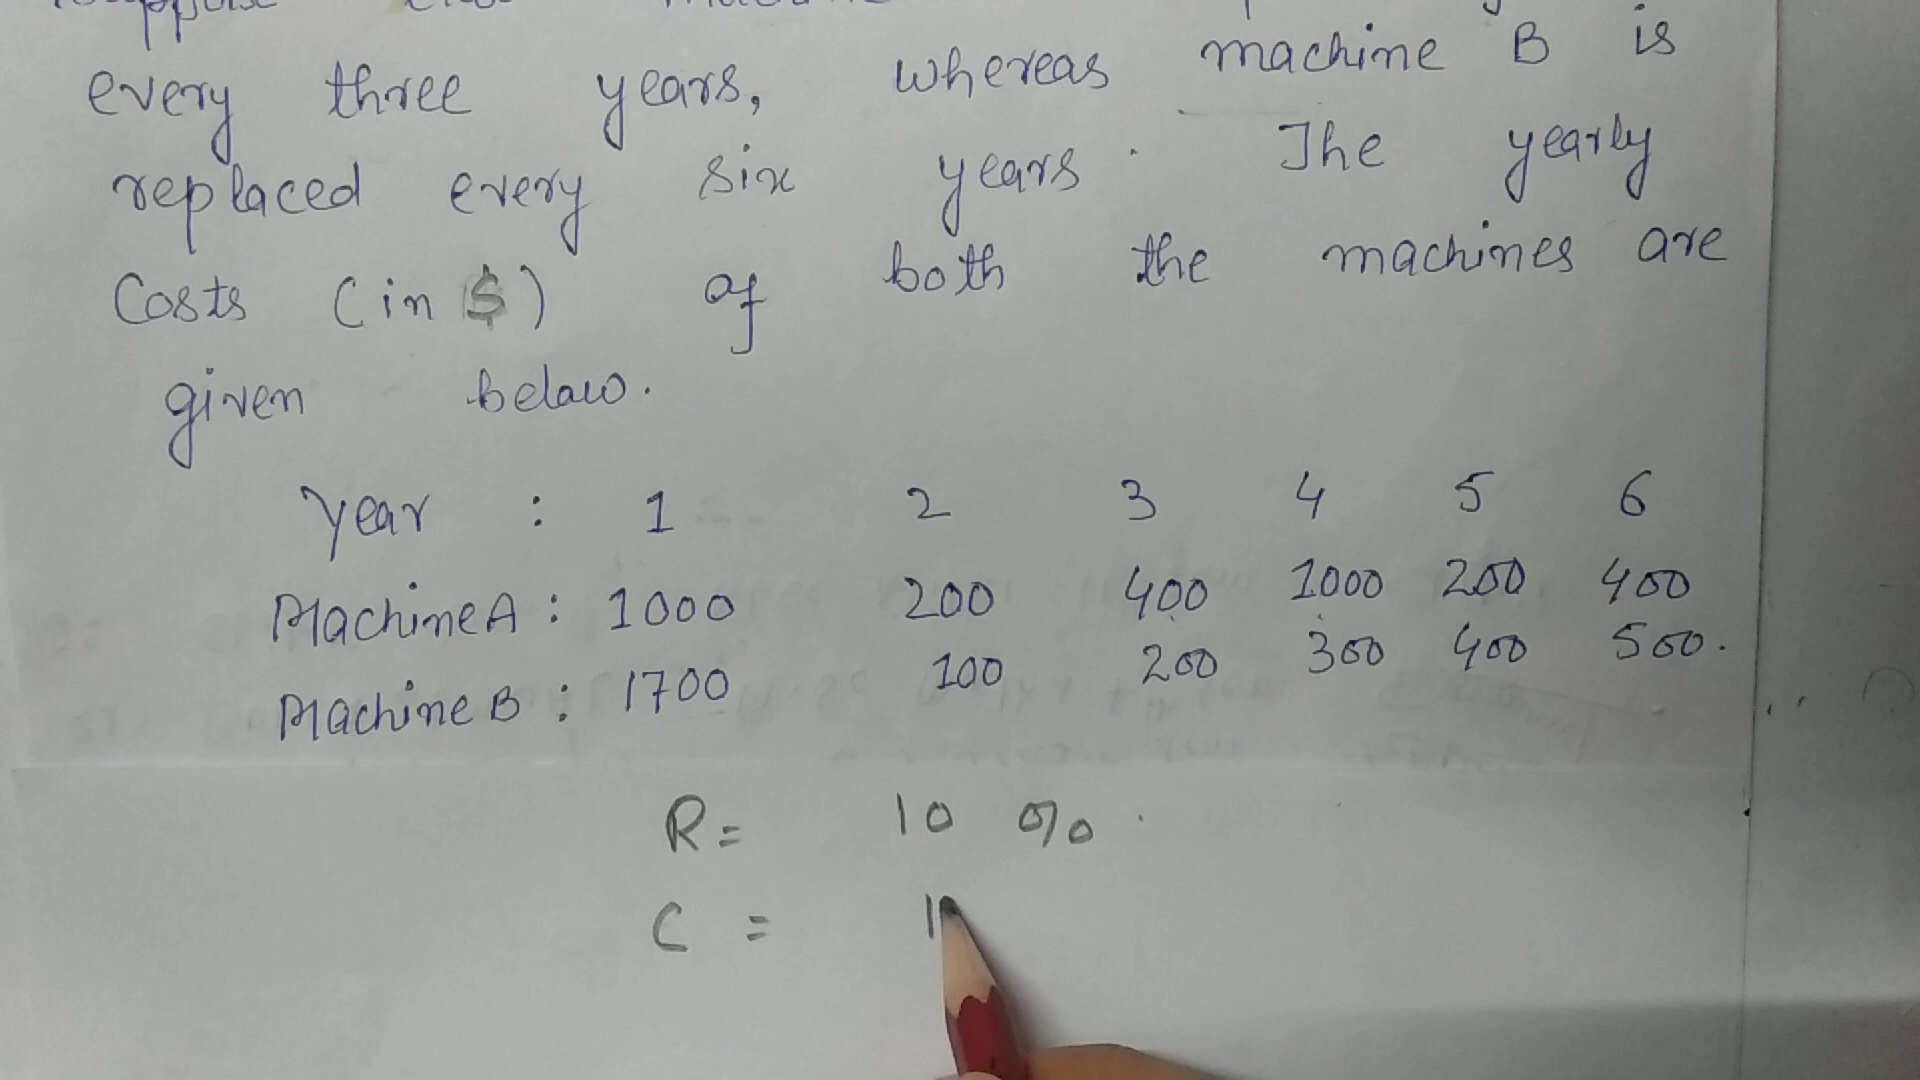 every three years, whereas machine B is
replaced every six years. The yearly
Costs (in $) of both the machines are
given below.
Year : 1 2 3 4 5 6
Machine A : 1000 200 400 1000 200 400
Machine B : 1700 100 200 300 400 500.
R = 10 %.
C =